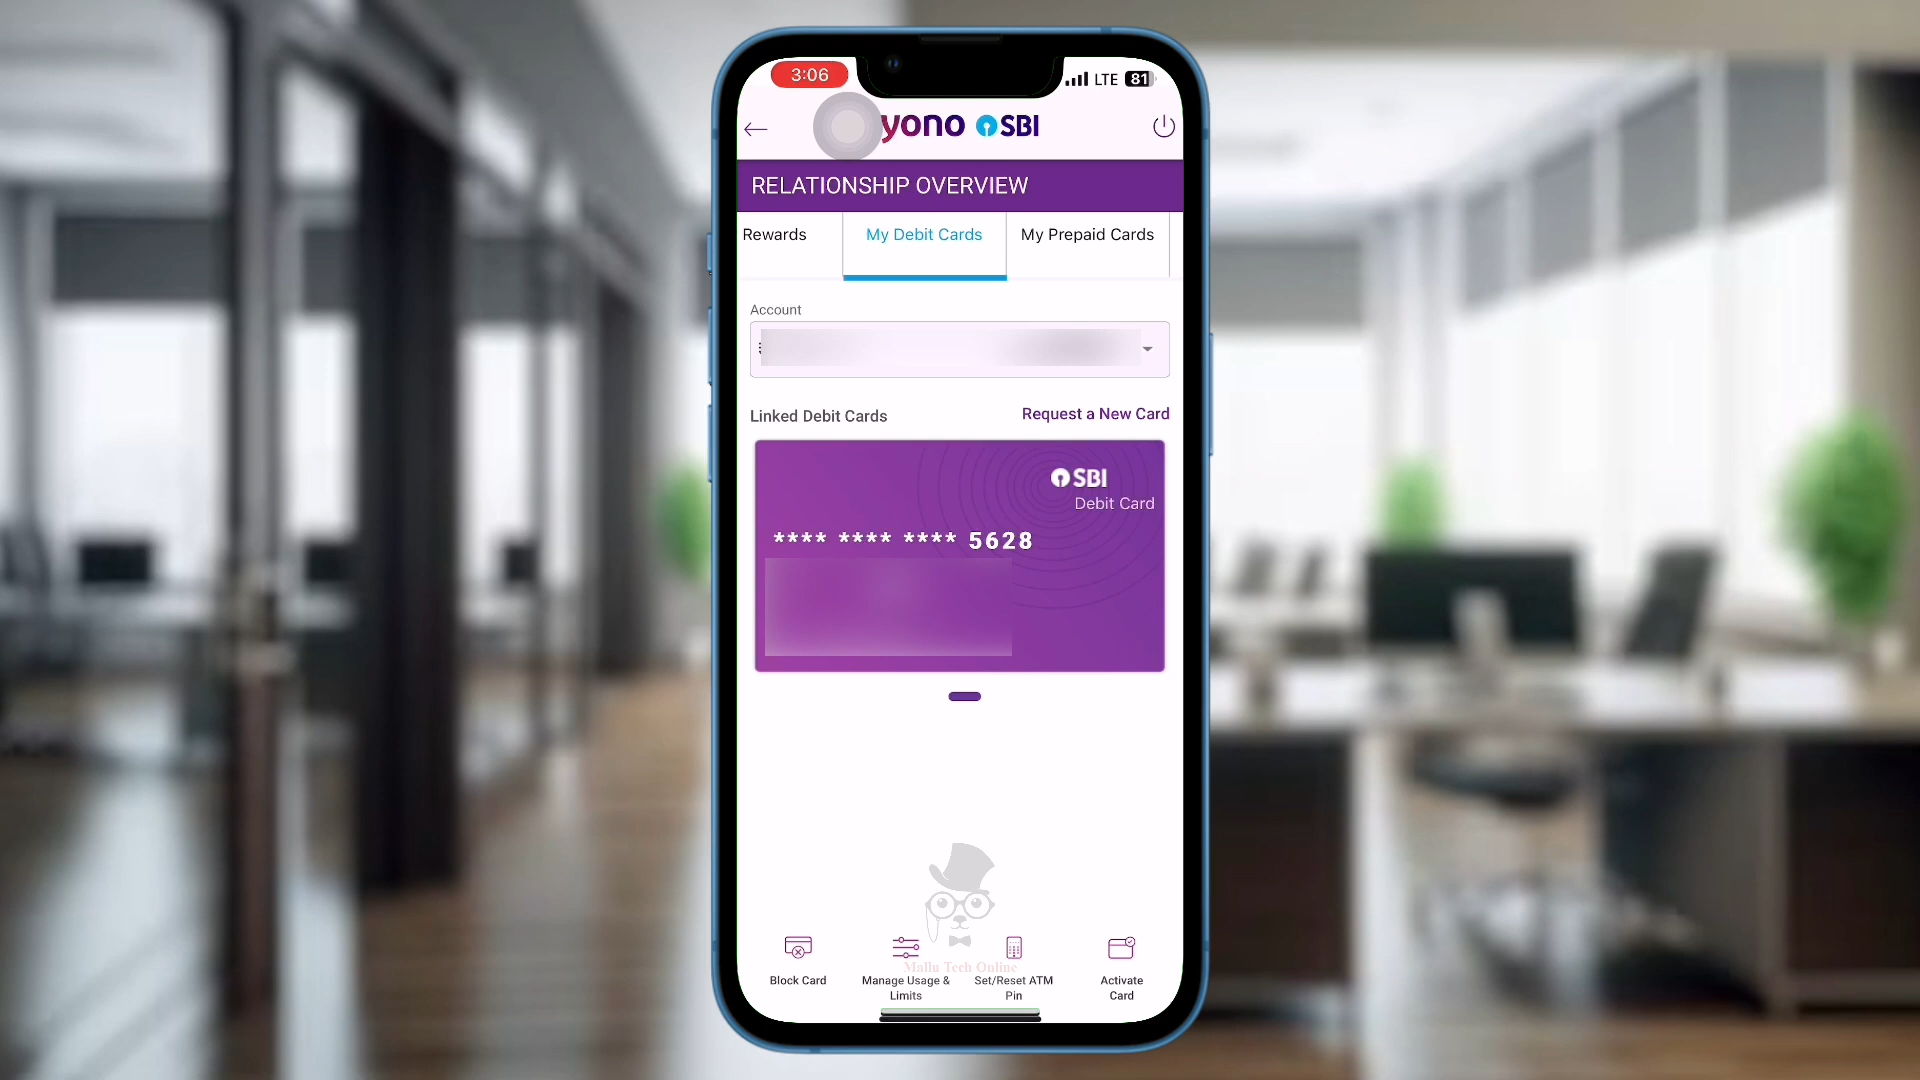 3:06
LTE 81
yono SBI
RELATIONSHIP OVERVIEW
Rewards
My Debit Cards
My Prepaid Cards
Account
Linked Debit Cards
Request a New Card
SBI
Debit Card
**** **** **** 5628
Mallu Tech Online
Block Card
Manage Usage &
Limits
Set/Reset ATM
Pin
Activate
Card